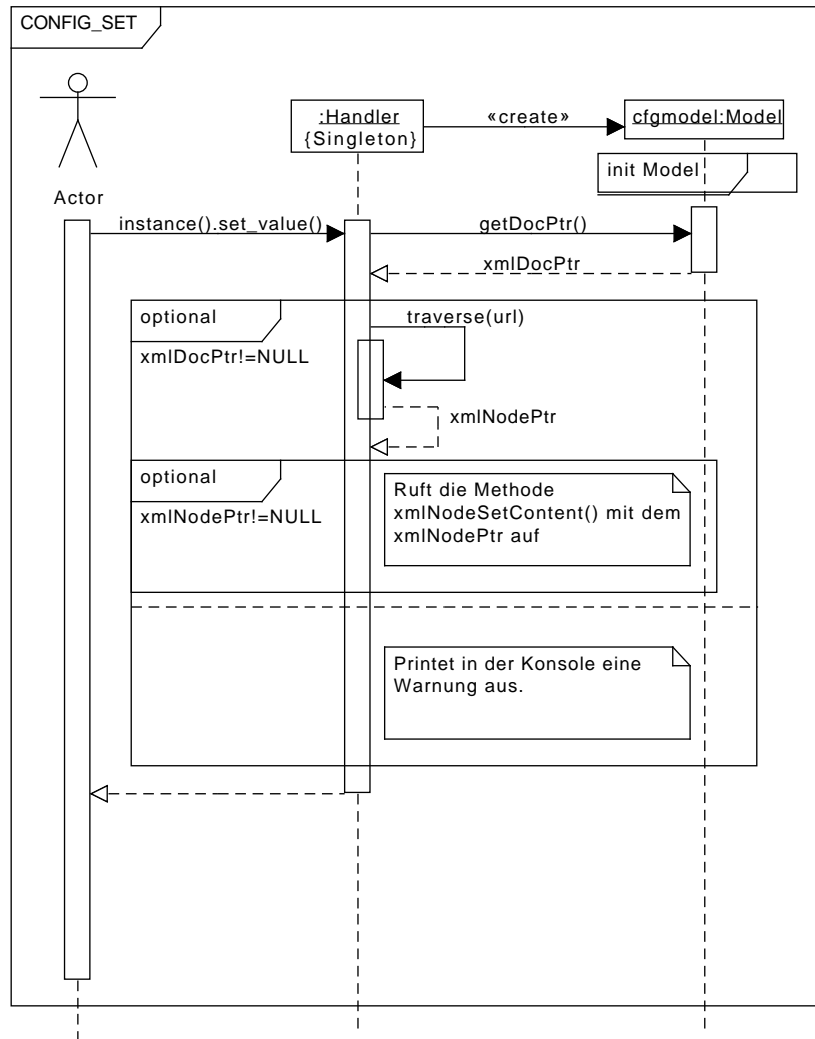 CONFIG_SET
:Handler
{Singleton}
«create»
cfgmodel:Model
init Model
Actor
instance().set_value()
getDocPtr()
xmlDocPtr
optional
traverse(url)
xmlDocPtr!=NULL
xmlNodePtr
optional
xmlNodePtr!=NULL
Ruft die Methode
xmlNodeSetContent() mit dem
xmlNodePtr auf
Printet in der Konsole eine
Warnung aus.